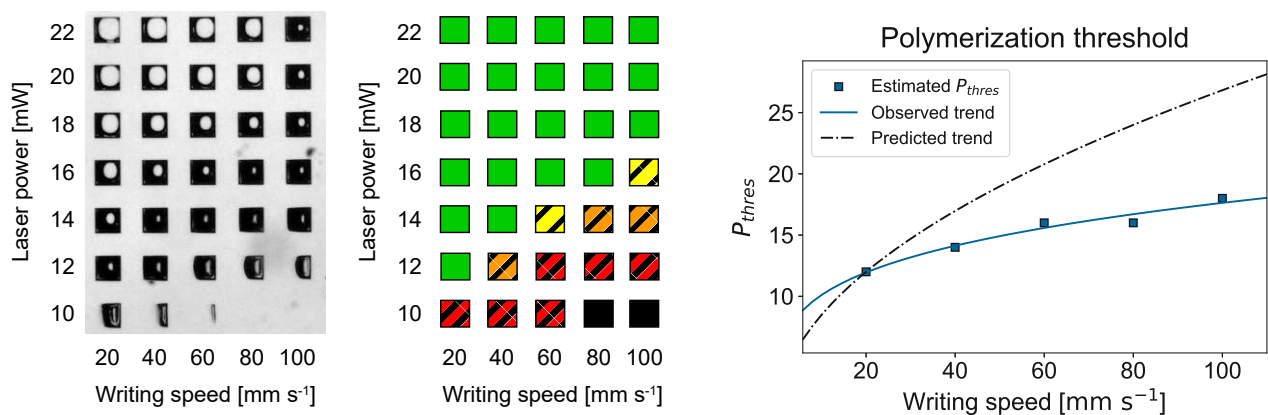 22
20
18
16
14
12
10
Laser power [mW]
20 40 60 80 100
Writing speed [mm s-1]
22
20
18
16
14
12
10
Laser power [mW]
20 40 60 80 100
Writing speed [mm s-1]
Polymerization threshold
Estimated Pthres
Observed trend
Predicted trend
25
20
15
10
Pthres
20 40 60 80 100
Writing speed [mm s−1]